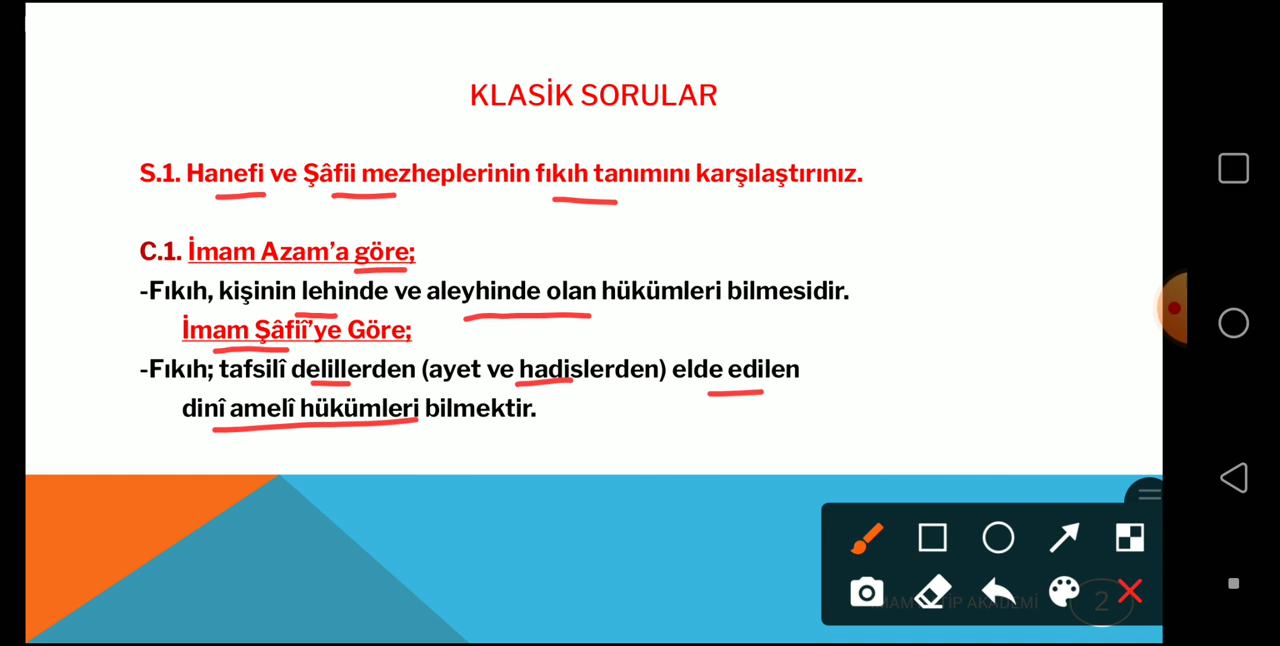 KLASİK SORULAR
S.1. Hanefi ve Şâfii mezheplerinin fıkıh tanımını karşılaştırınız.
C.1. İmam Azam’a göre;
-Fıkıh, kişinin lehinde ve aleyhinde olan hükümleri bilmesidir.
İmam Şâfiî’ye Göre;
-Fıkıh; tafsilî delillerden (ayet ve hadislerden) elde edilen
dinî amelî hükümleri bilmektir.
AKADEMİ
2